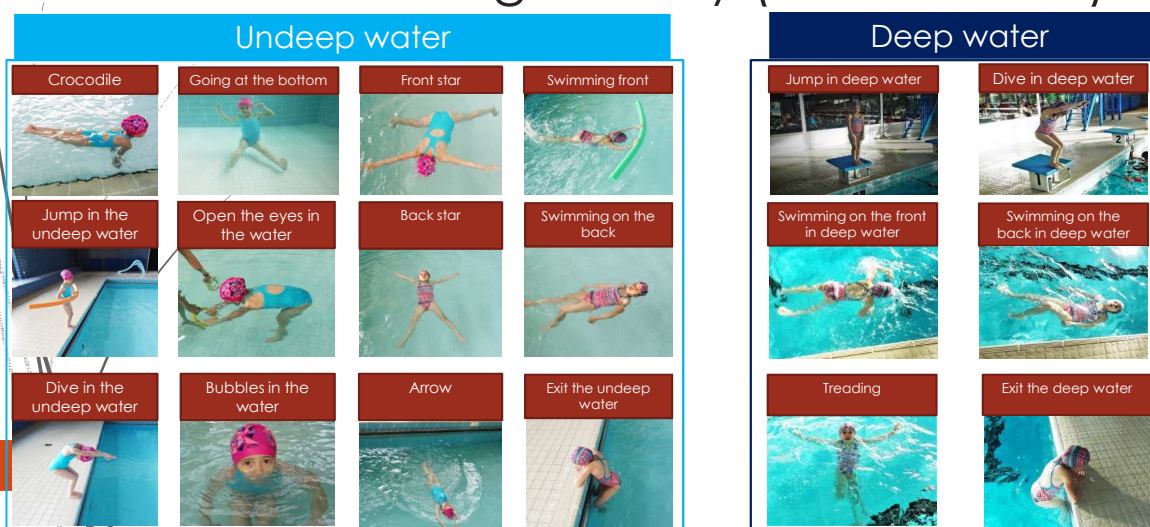 Undeep water
Deep water
Crocodile
Going at the bottom
Front star
Swimming front
Jump in deep water
Dive in deep water
Jump in the
undeep water
Open the eyes in
the water
Back star
Swimming on the
back
Swimming on the front
in deep water
Swimming on the
back in deep water
Dive in the
undeep water
Bubbles in the
water
Arrow
Exit the undeep
water
Treading
Exit the deep water
2